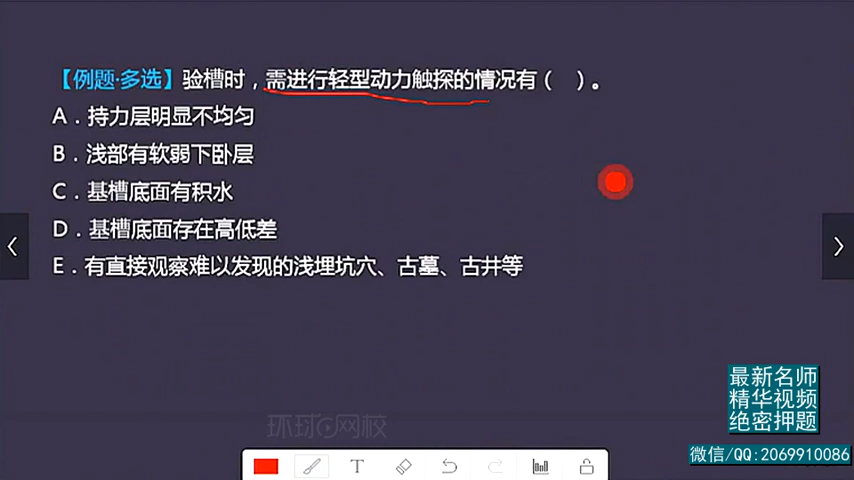 【例题·多选】验槽时，需进行轻型动力触探的情况有（ ）。
A．持力层明显不均匀
B．浅部有软弱下卧层
C．基槽底面有积水
D．基槽底面存在高低差
E．有直接观察难以发现的浅埋坑穴、古墓、古井等
最新名师
精华视频
绝密押题
环球网校
微信/QQ:2069910086
T